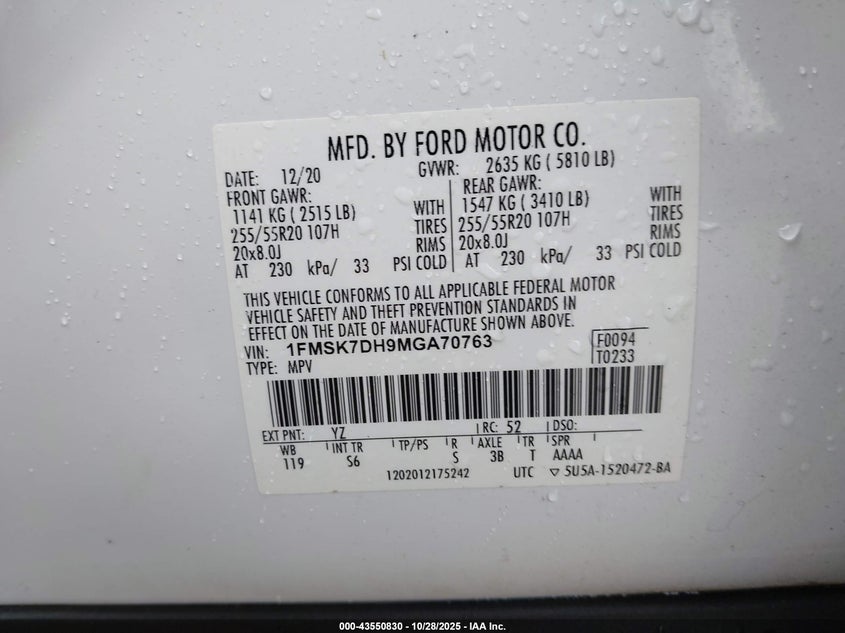 MFD. BY FORD MOTOR CO.
DATE: 12/20 GVWR: 2635 KG ( 5810 LB)
FRONT GAWR: REAR GAWR:
1141 KG ( 2515 LB) WITH 1547 KG ( 3410 LB) WITH
255/55R20 107H TIRES 255/55R20 107H TIRES
20x8.0J RIMS 20x8.0J RIMS
AT 230 kPa/ 33 PSI COLD AT 230 kPa/ 33 PSI COLD
THIS VEHICLE CONFORMS TO ALL APPLICABLE FEDERAL MOTOR
VEHICLE SAFETY AND THEFT PREVENTION STANDARDS IN
EFFECT ON THE DATE OF MANUFACTURE SHOWN ABOVE.
VIN: 1FMSK7DH9MGA70763 F0094
TYPE: MPV T0233
EXT PNT: YZ RC: 52 DSO:
WB INT TR TP/PS R AXLE TR SPR
119 S6 S 3B T AAAA
1202012175242 UTC ▽ 5U5A-1520472-BA
000-43550830 - 10/28/2025 - IAA Inc.